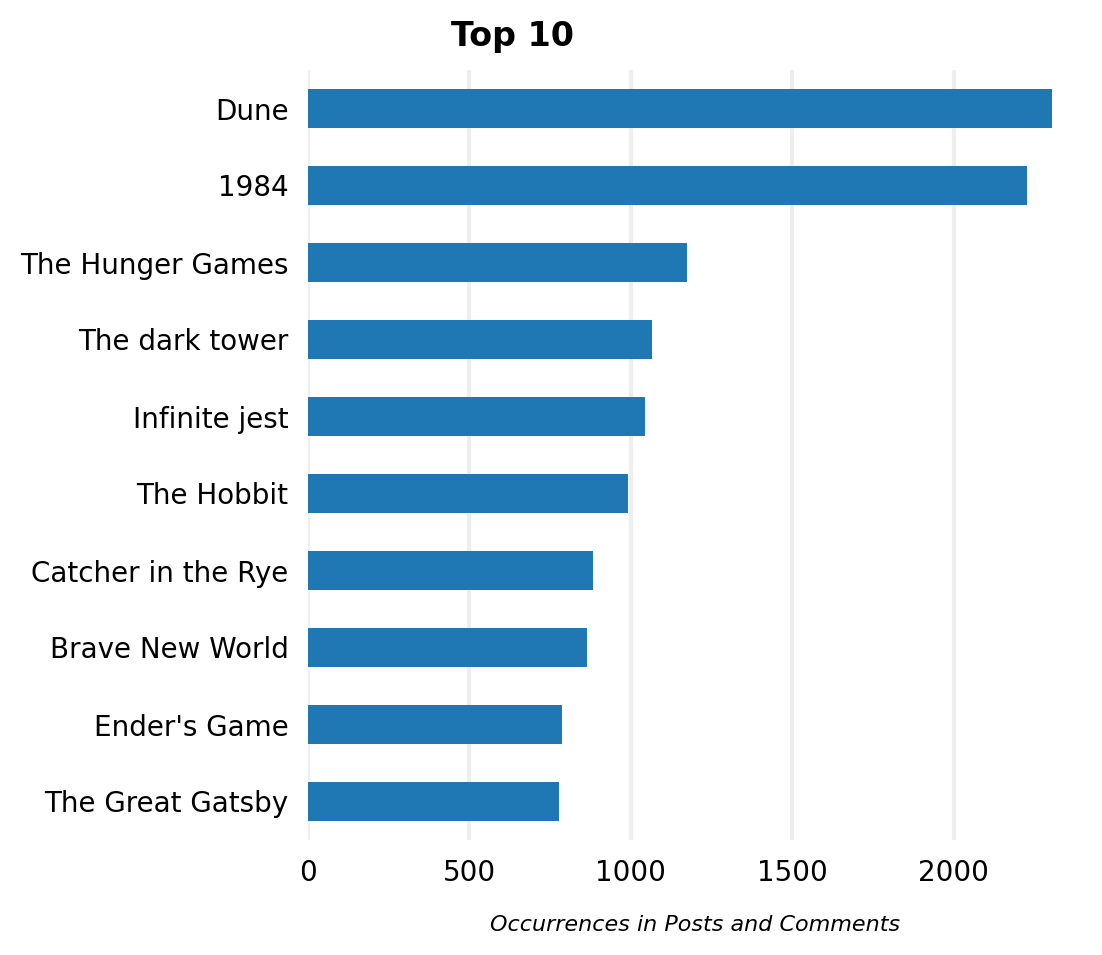 Top 10
Dune
1984
The Hunger Games
The dark tower
Infinite jest
The Hobbit
Catcher in the Rye
Brave New World
Ender's Game
The Great Gatsby
0 500 1000 1500 2000
Occurrences in Posts and Comments